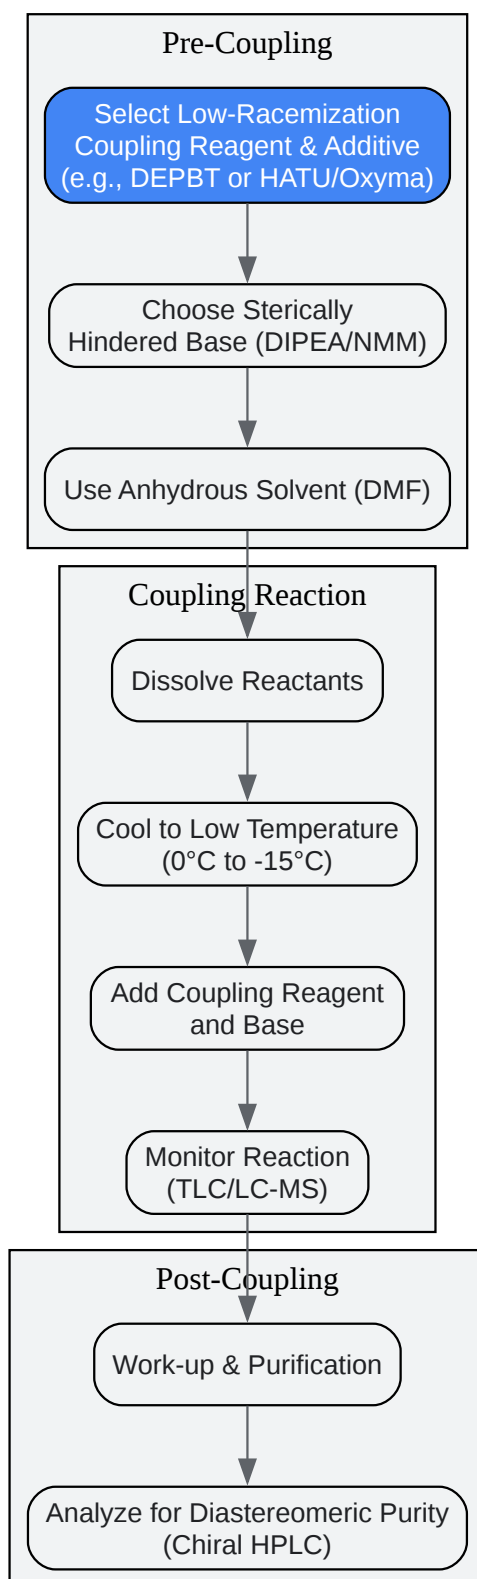 Pre-Coupling
Select Low-Racemization
Coupling Reagent & Additive
(e.g., DEPBT or HATU/Oxyma)
Choose Sterically
Hindered Base (DIPEA/NMM)
Use Anhydrous Solvent (DMF)
Coupling Reaction
Dissolve Reactants
Cool to Low Temperature
(0°C to -15°C)
Add Coupling Reagent
and Base
Monitor Reaction
(TLC/LC-MS)
Post-Coupling
Work-up & Purification
Analyze for Diastereomeric Purity
(Chiral HPLC)